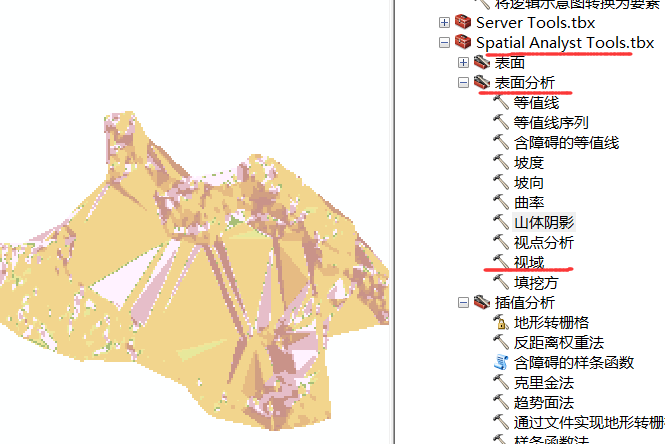 将逻辑示意图转换为要素
Server Tools.tbx
Spatial Analyst Tools.tbx
表面
表面分析
等值线
等值线序列
含障碍的等值线
坡度
坡向
曲率
山体阴影
视点分析
视域
填挖方
插值分析
地形转栅格
反距离权重法
含障碍的样条函数
克里金法
趋势面法
通过文件实现地形转栅格
样条函数法